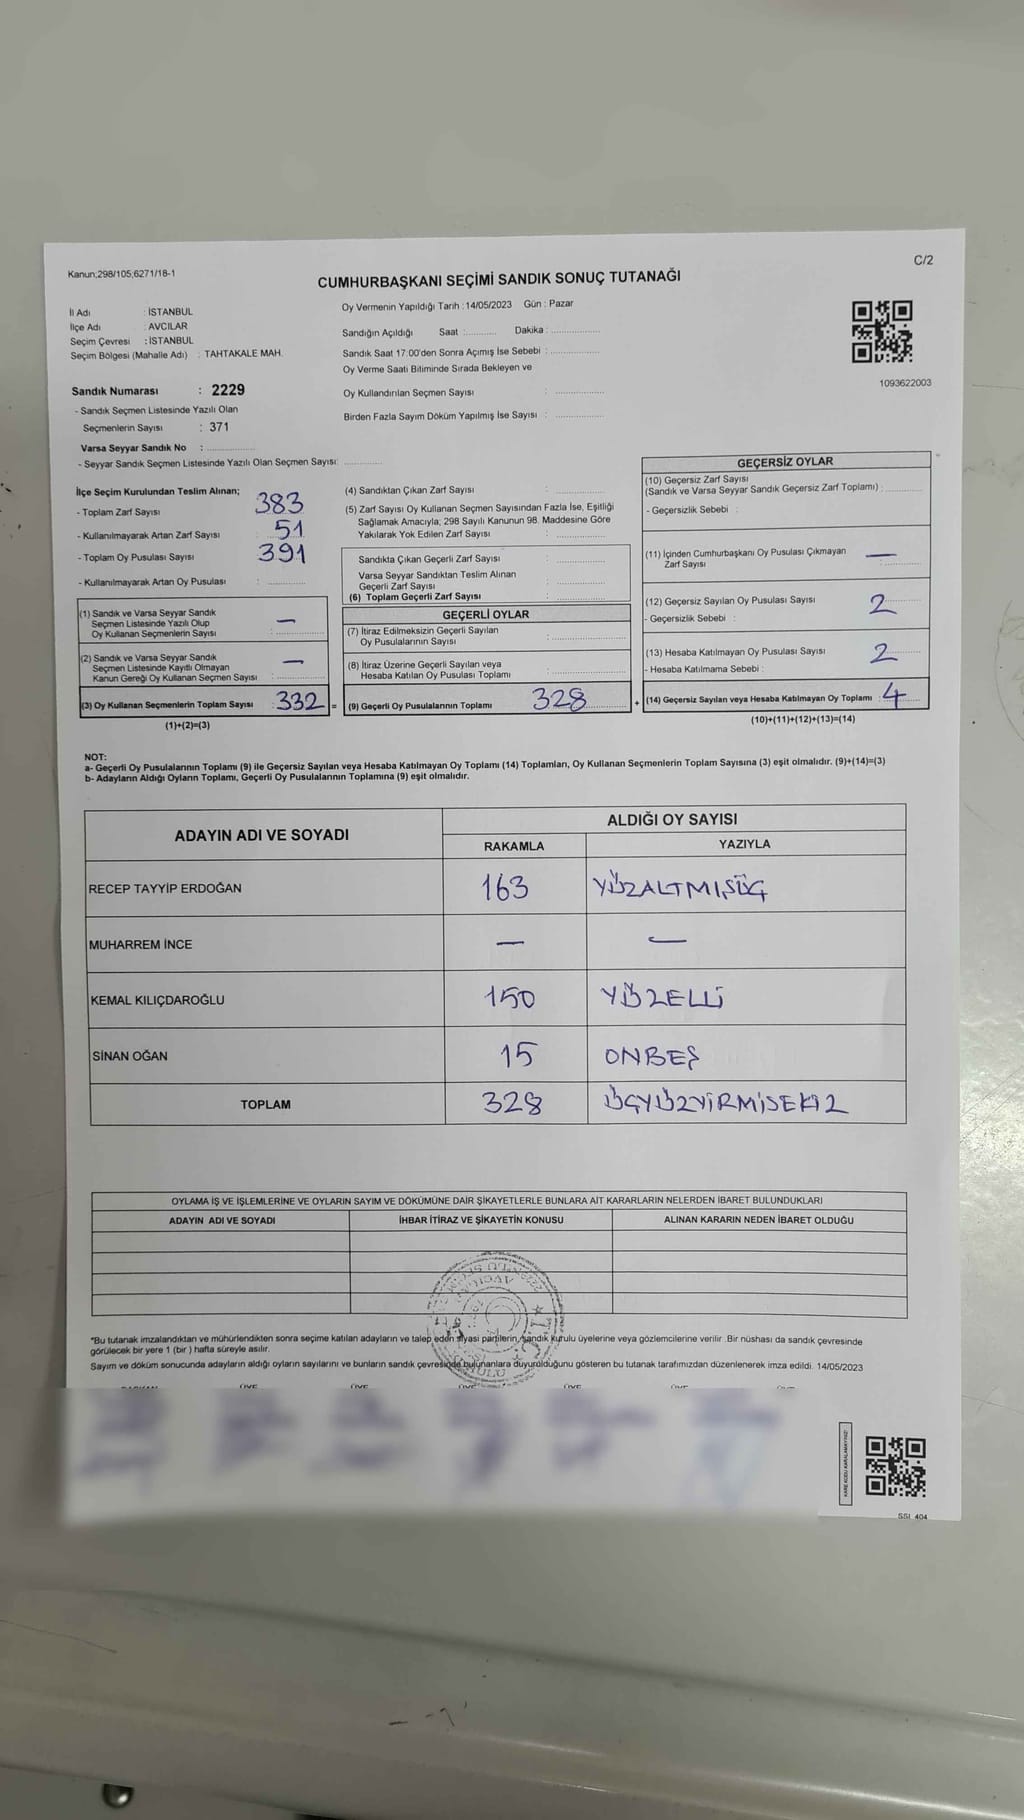 Kanun;298/105;6271/18-1
C/2
CUMHURBAŞKANI SEÇİMİ SANDIK SONUÇ TUTANAĞI
İl Adı : İSTANBUL
İlçe Adı : AVCILAR
Seçim Çevresi : İSTANBUL
Seçim Bölgesi (Mahalle Adı) : TAHTAKALE MAH.
Oy Vermenin Yapıldığı Tarih : 14/05/2023 Gün : Pazar
Sandığın Açıldığı Saat :............ Dakika : ..................
Sandık Saat 17:00'den Sonra Açımış İse Sebebi : ..................
Oy Verme Saati Bitiminde Sırada Bekleyen ve
Oy Kullandırılan Seçmen Sayısı : ..................
Birden Fazla Sayım Döküm Yapılmış İse Sayısı : ..................
1093622003
Sandık Numarası : 2229
- Sandık Seçmen Listesinde Yazılı Olan
Seçmenlerin Sayısı : 371
Varsa Seyyar Sandık No : ..................
- Seyyar Sandık Seçmen Listesinde Yazılı Olan Seçmen Sayısı: ..............
İlçe Seçim Kurulundan Teslim Alınan;
- Toplam Zarf Sayısı 383
- Kullanılmayarak Artan Zarf Sayısı : 51
- Toplam Oy Pusulası Sayısı 391
- Kullanılmayarak Artan Oy Pusulası : ..............
(1) Sandık ve Varsa Seyyar Sandık
Seçmen Listesinde Yazılı Olup
Oy Kullanan Seçmenlerin Sayısı : —
(2) Sandık ve Varsa Seyyar Sandık
Seçmen Listesinde Kayıtlı Olmayan
Kanun Gereği Oy Kullanan Seçmen Sayısı : —
(3) Oy Kullanan Seçmenlerin Toplam Sayısı : 332 =
(1)+(2)=(3)
(4) Sandıktan Çıkan Zarf Sayısı : ..............
(5) Zarf Sayısı Oy Kullanan Seçmen Sayısından Fazla İse, Eşitliği
Sağlamak Amacıyla; 298 Sayılı Kanunun 98. Maddesine Göre
Yakılarak Yok Edilen Zarf Sayısı : ..............
Sandıkta Çıkan Geçerli Zarf Sayısı : ..............
Varsa Seyyar Sandıktan Teslim Alınan
Geçerli Zarf Sayısı : ..............
(6) Toplam Geçerli Zarf Sayısı : ..............
GEÇERLİ OYLAR
(7) İtiraz Edilmeksizin Geçerli Sayılan
Oy Pusulalarının Sayısı : ..............
(8) İtiraz Üzerine Geçerli Sayılan veya
Hesaba Katılan Oy Pusulası Toplamı : ..............
(9) Geçerli Oy Pusulalarının Toplamı 328 +
GEÇERSİZ OYLAR
(10) Geçersiz Zarf Sayısı
(Sandık ve Varsa Seyyar Sandık Geçersiz Zarf Toplamı) : ............
- Geçersizlik Sebebi :
(11) İçinden Cumhurbaşkanı Oy Pusulası Çıkmayan
Zarf Sayısı : —
(12) Geçersiz Sayılan Oy Pusulası Sayısı 2
- Geçersizlik Sebebi :
(13) Hesaba Katılmayan Oy Pusulası Sayısı 2
- Hesaba Katılmama Sebebi :
(14) Geçersiz Sayılan veya Hesaba Katılmayan Oy Toplamı : 4
(10)+(11)+(12)+(13)=(14)
NOT:
a- Geçerli Oy Pusulalarının Toplamı (9) ile Geçersiz Sayılan veya Hesaba Katılmayan Oy Toplamı (14) Toplamları, Oy Kullanan Seçmenlerin Toplam Sayısına (3) eşit olmalıdır. (9)+(14)=(3)
b- Adayların Aldığı Oyların Toplamı, Geçerli Oy Pusulalarının Toplamına (9) eşit olmalıdır.
ADAYIN ADI VE SOYADI ALDIĞI OY SAYISI
RAKAMLA YAZIYLA
RECEP TAYYİP ERDOĞAN 163 YÜZALTMIŞÜÇ
MUHARREM İNCE — —
KEMAL KILIÇDAROĞLU 150 YÜZELLİ
SİNAN OĞAN 15 ONBEŞ
TOPLAM 328 ÜÇYÜZYİRMİSEKİZ
OYLAMA İŞ VE İŞLEMLERİNE VE OYLARIN SAYIM VE DÖKÜMÜNE DAİR ŞİKAYETLERLE BUNLARA AİT KARARLARIN NELERDEN İBARET BULUNDUKLARI
ADAYIN ADI VE SOYADI İHBAR İTİRAZ VE ŞİKAYETİN KONUSU ALINAN KARARIN NEDEN İBARET OLDUĞU
*Bu tutanak imzalandıktan ve mühürlendikten sonra seçime katılan adayların ve talep eden siyasi partilerin, sandık kurulu üyelerine veya gözlemcilerine verilir. Bir nüshası da sandık çevresinde
görülecek bir yere 1 (bir ) hafta süreyle asılır.
Sayım ve döküm sonucunda adayların aldığı oyların sayılarını ve bunların sandık çevresinde bulunanlara duyurulduğunu gösteren bu tutanak tarafımızdan düzenlenerek imza edildi. 14/05/2023
SSİ 404